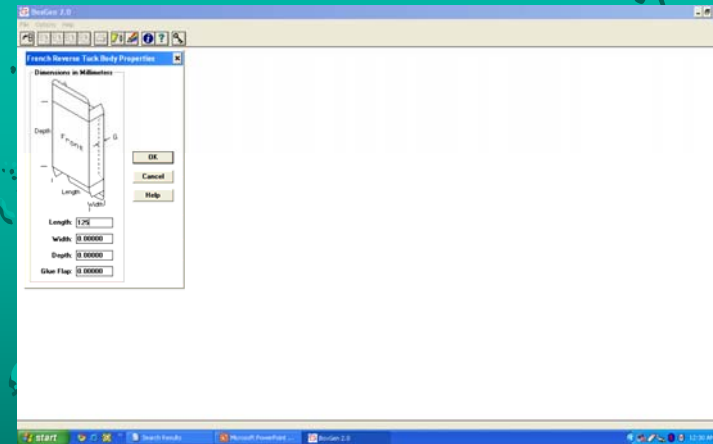 BoxGen 2.0
File Options Help
French Reverse Tuck Body Properties
Dimensions in Millimeters
Depth
Front
G
Length
Width
OK
Cancel
Help
Length: 125
Width: 0.00000
Depth: 0.00000
Glue Flap: 0.00000
start
Search Results
Microsoft PowerPoint ...
BoxGen 2.0